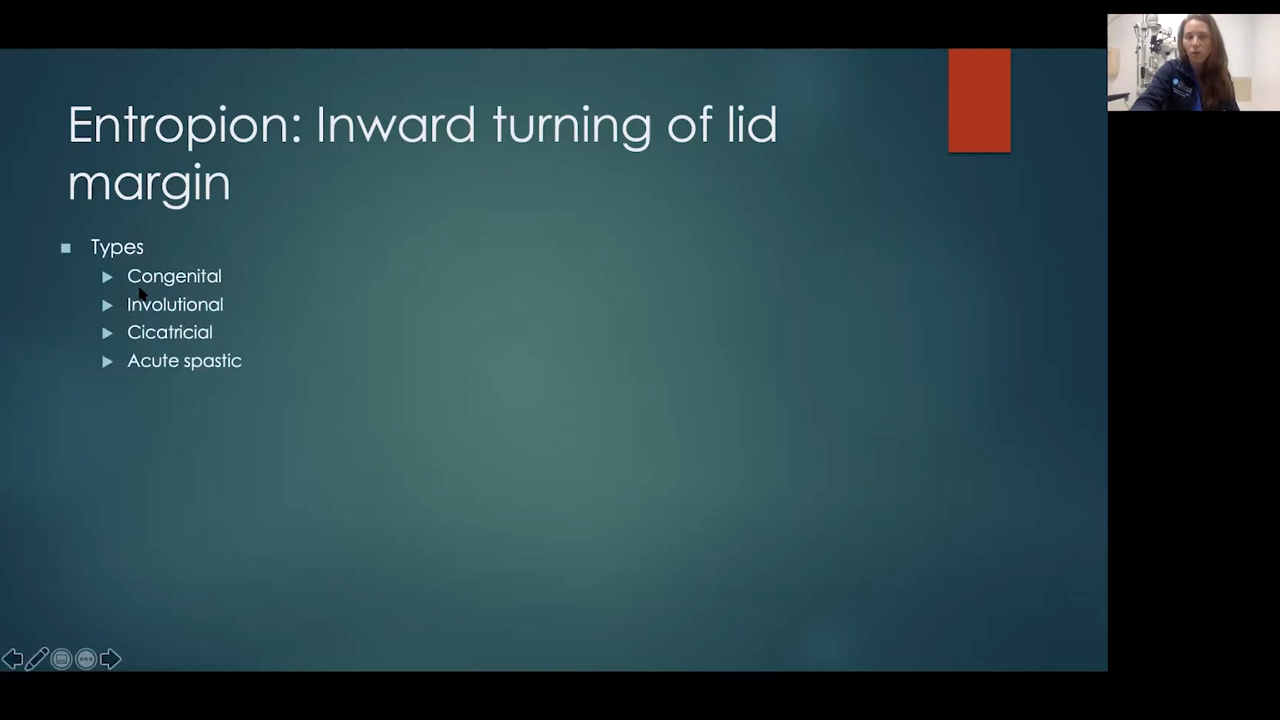 Entropion: Inward turning of lid
margin
Types
Congenital
Involutional
Cicatricial
Acute spastic